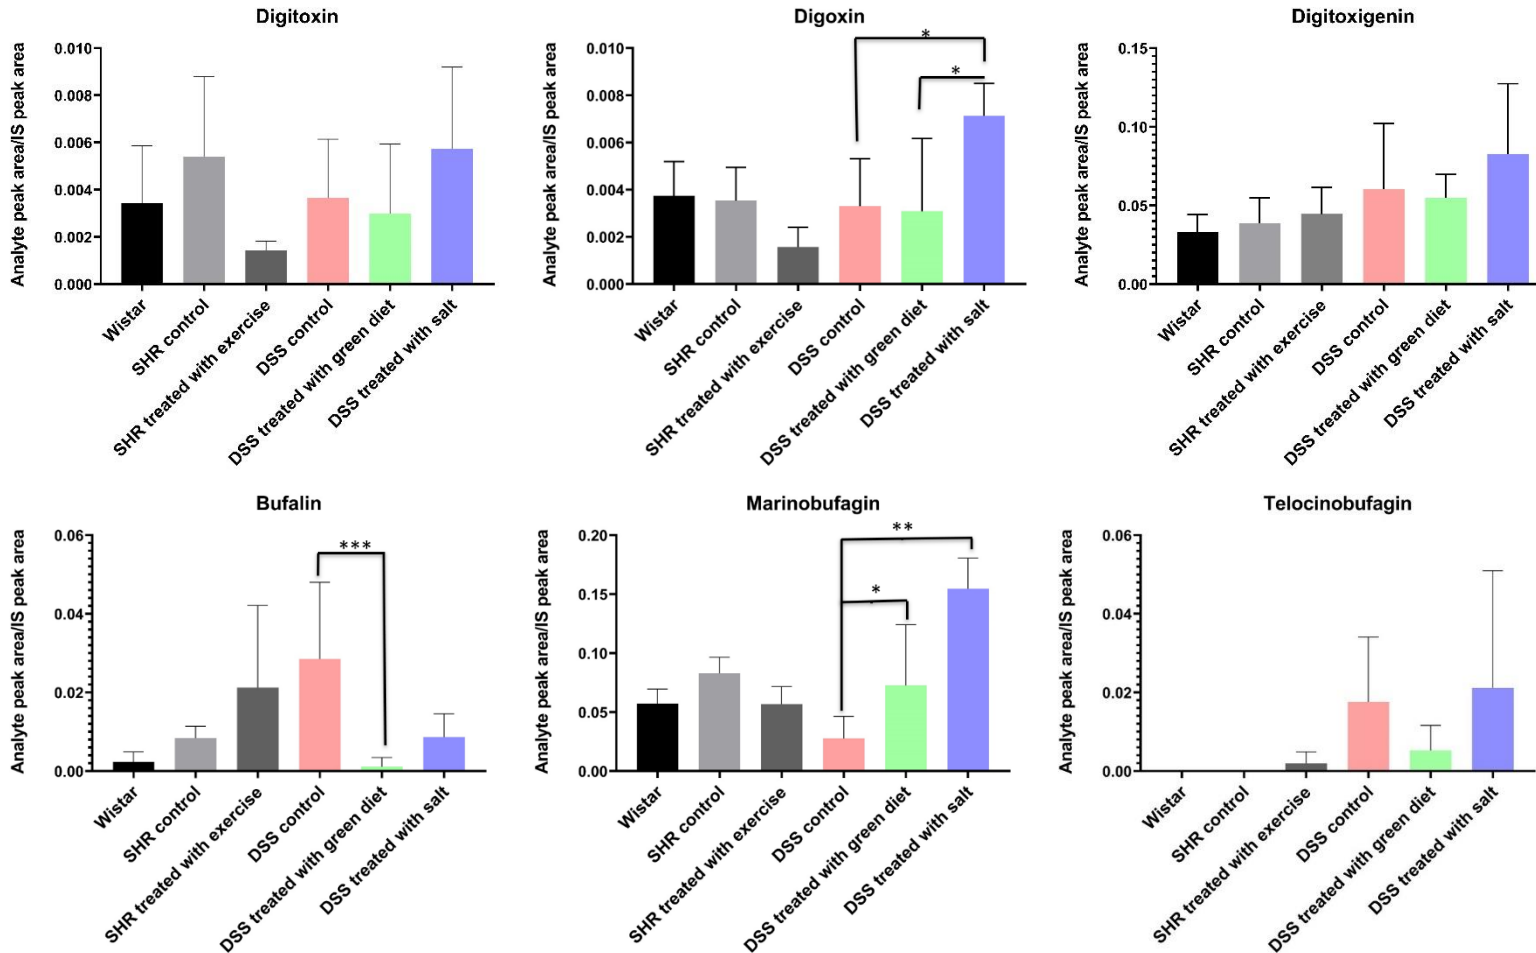 Digitoxin
Analyte peak area/IS peak area
0.010
0.008
0.006
0.004
0.002
0.000
Wistar
SHR control
SHR treated with exercise
DSS control
DSS treated with green diet
DSS treated with salt
Digoxin
Analyte peak area/IS peak area
0.010
0.008
0.006
0.004
0.002
0.000
*
*
Wistar
SHR control
SHR treated with exercise
DSS control
DSS treated with green diet
DSS treated with salt
Digitoxigenin
Analyte peak area/IS peak area
0.15
0.10
0.05
0.00
Wistar
SHR control
SHR treated with exercise
DSS control
DSS treated with green diet
DSS treated with salt
Bufalin
Analyte peak area/IS peak area
0.06
0.04
0.02
0.00
***
Wistar
SHR control
SHR treated with exercise
DSS control
DSS treated with green diet
DSS treated with salt
Marinobufagin
Analyte peak area/IS peak area
0.20
0.15
0.10
0.05
0.00
**
*
Wistar
SHR control
SHR treated with exercise
DSS control
DSS treated with green diet
DSS treated with salt
Telocinobufagin
Analyte peak area/IS peak area
0.06
0.04
0.02
0.00
Wistar
SHR control
SHR treated with exercise
DSS control
DSS treated with green diet
DSS treated with salt